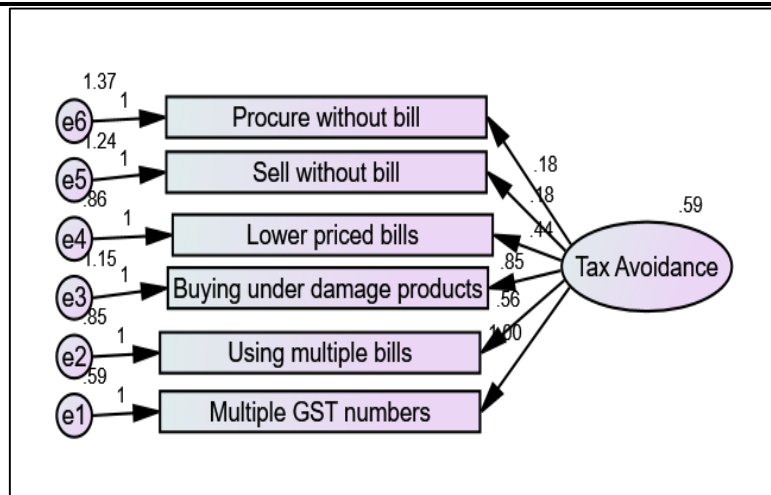 1.37
e6
1
Procure without bill
1.24
e5
1
Sell without bill
.86
e4
1
Lower priced bills
1.15
e3
1
Buying under damage products
.85
e2
1
Using multiple bills
.59
e1
1
Multiple GST numbers
.18
.18
.44
.85
.56
1.00
.59
Tax Avoidance